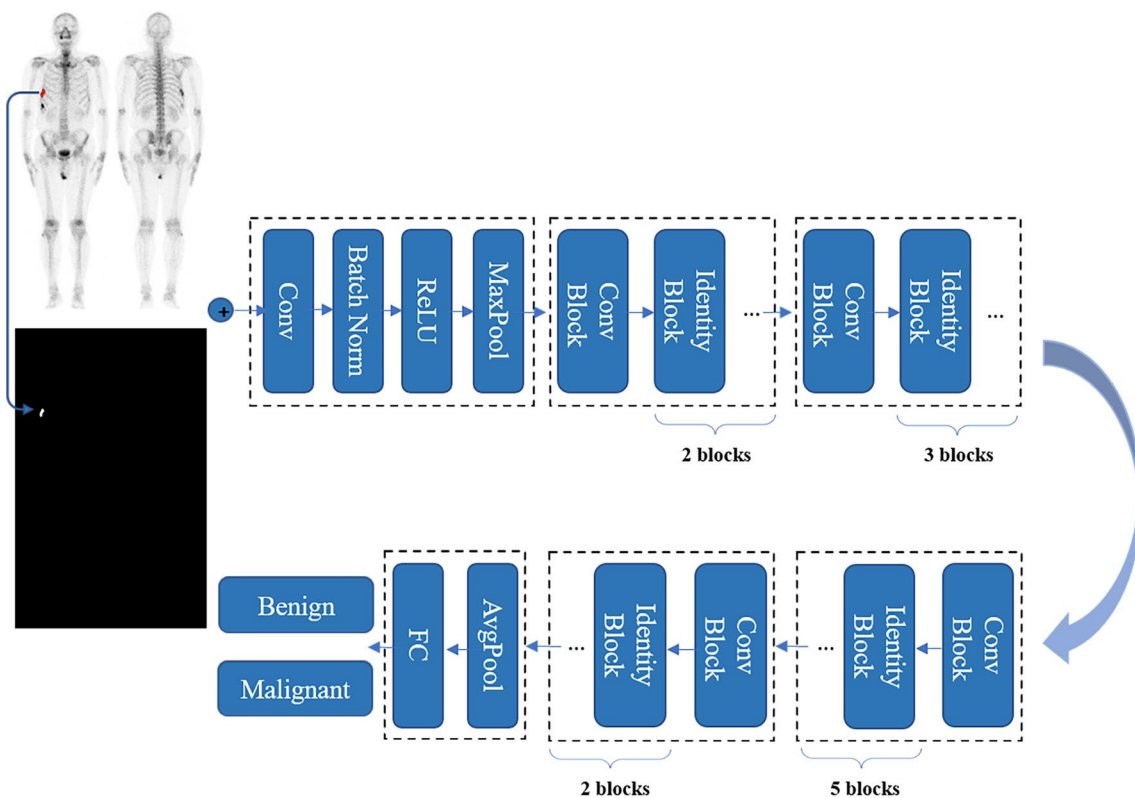 +
Conv
Batch Norm
ReLU
MaxPool
Conv
Block
Identity
Block
...
Conv
Block
Identity
Block
...
2 blocks
3 blocks
Conv
Block
Identity
Block
...
Conv
Block
Identity
Block
...
AvgPool
FC
Benign
Malignant
2 blocks
5 blocks